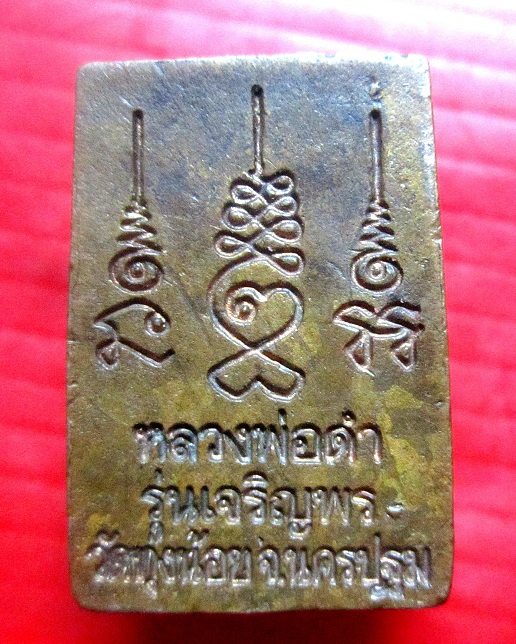 หลวงพ่อดำ
รุ่นเจริญพร
วัดทุ่งน้อย จ.นครปฐม